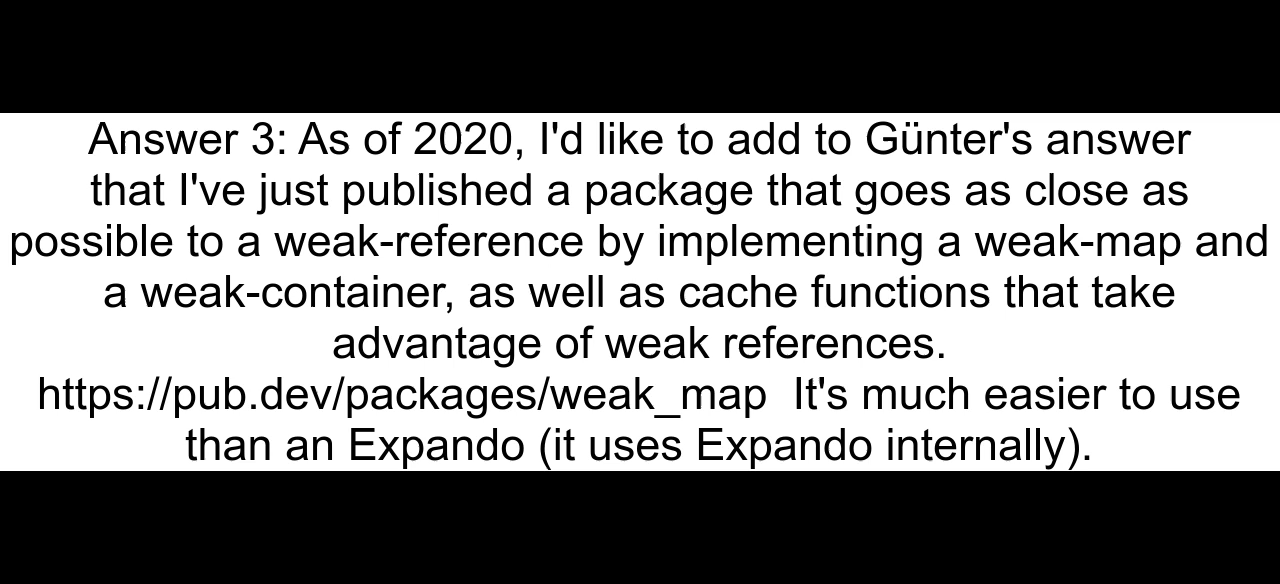 Answer 3: As of 2020, I'd like to add to Günter's answer
that I've just published a package that goes as close as
possible to a weak-reference by implementing a weak-map and
a weak-container, as well as cache functions that take
advantage of weak references.
https://pub.dev/packages/weak_map  It's much easier to use
than an Expando (it uses Expando internally).